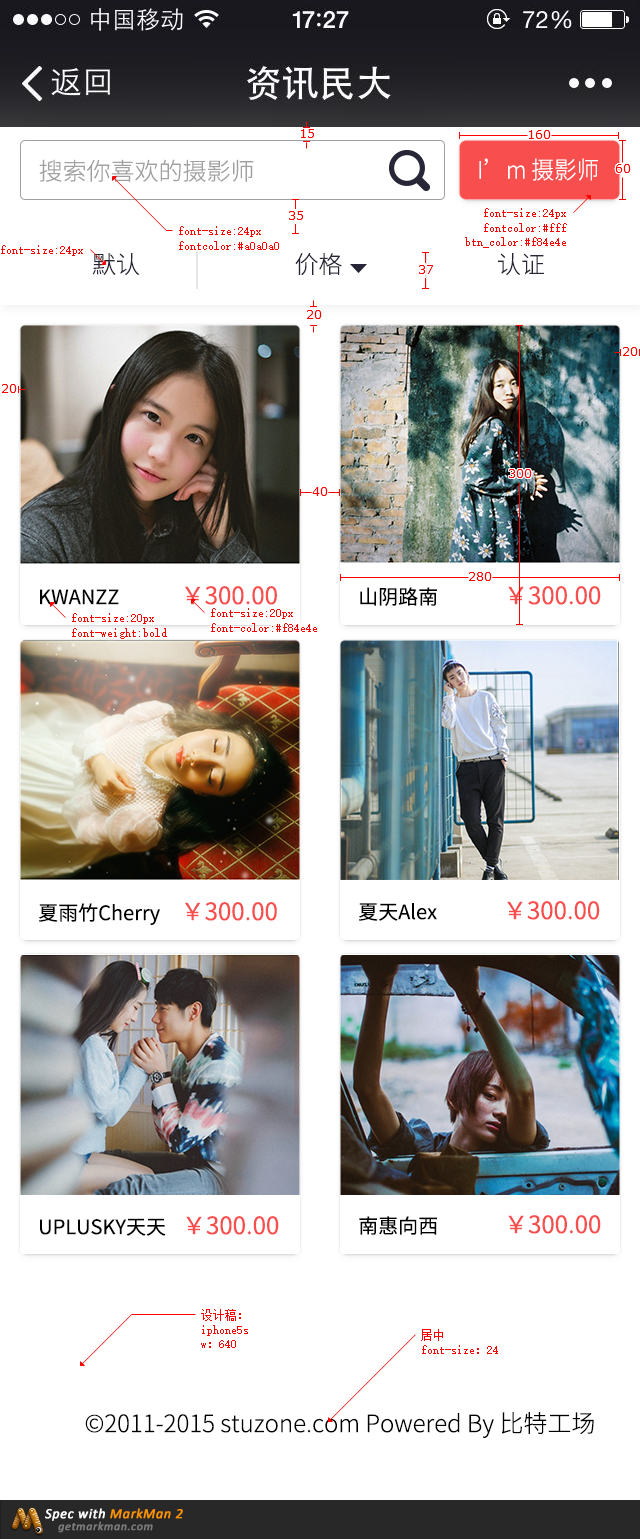 中国移动 17:27 72%
返回 资讯民大
15 160
搜索你喜欢的摄影师 I’m 摄影师 60
35
font-size:24px
fontcolor:#a0a0a0
font-size:24px
fontcolor:#fff
btn_color:#f84e4e
font-size:24px
默认 价格 37 认证
20
20
20
40
300
280
KWANZZ ￥300.00
font-size:20px
font-weight:bold
font-size:20px
font-color:#f84e4e
山阴路南 ￥300.00
夏雨竹Cherry ￥300.00
夏天Alex ￥300.00
UPLUSKY天天 ￥300.00
南惠向西 ￥300.00
设计稿:
iphone5s
w: 640
居中
font-size: 24
©2011-2015 stuzone.com Powered By 比特工场
Spec with MarkMan 2
getmarkman.com